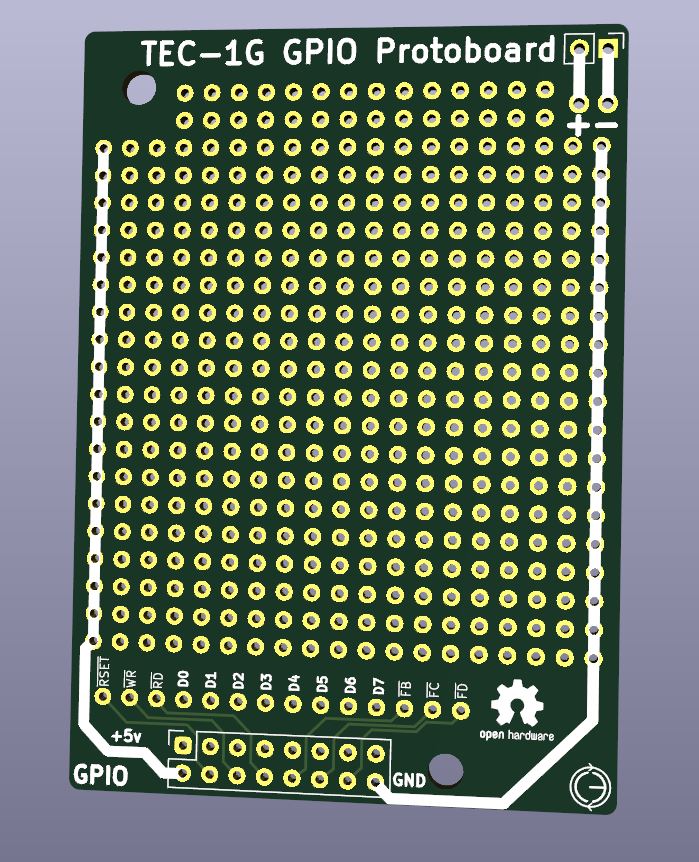 TEC-1G GPIO Protoboard
+ −
RSET WR RD D0 D1 D2 D3 D4 D5 D6 D7 FB FC FD
open hardware
+5v
GPIO
GND